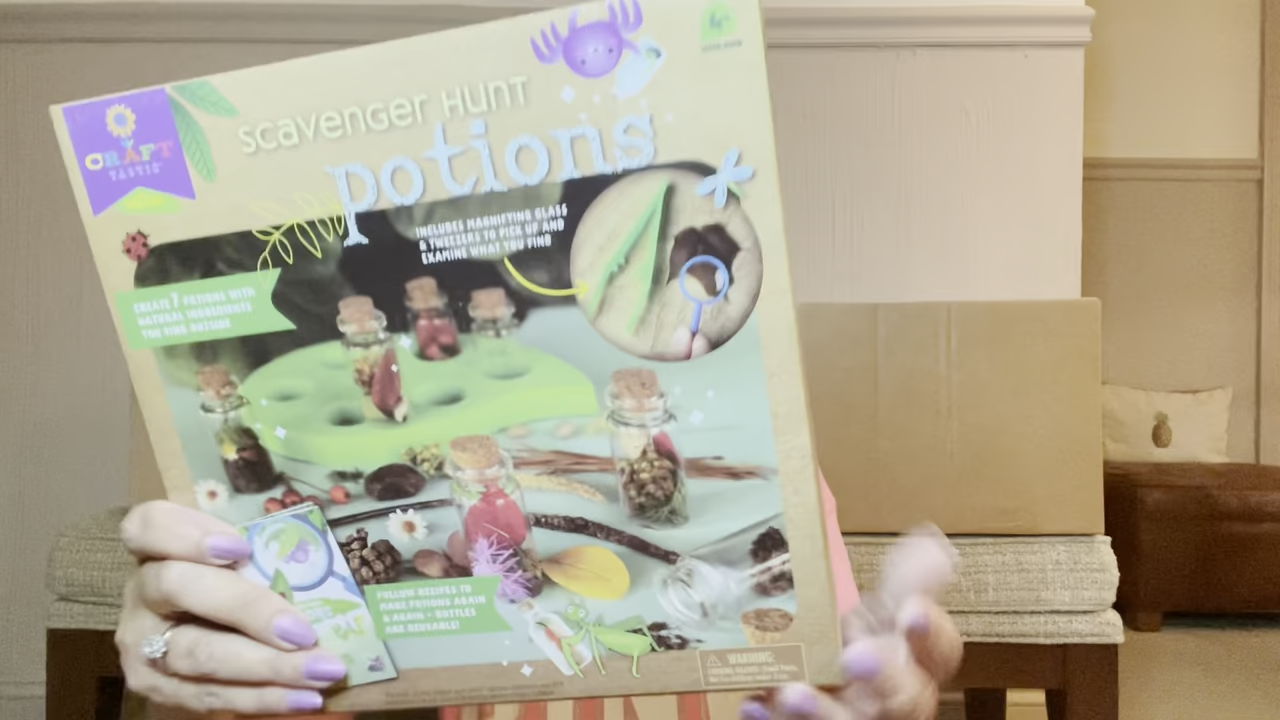 CRAFT
TASTIC
scavenger HUNT
potions
INCLUDES MAGNIFYING GLASS
& TWEEZERS TO PICK UP AND
EXAMINE WHAT YOU FIND
CREATE 7 POTIONS WITH
NATURAL INGREDIENTS
YOU FIND OUTSIDE
FOLLOW RECIPES TO
MAKE POTIONS AGAIN
& AGAIN - BOTTLES
ARE REUSABLE!
WARNING: